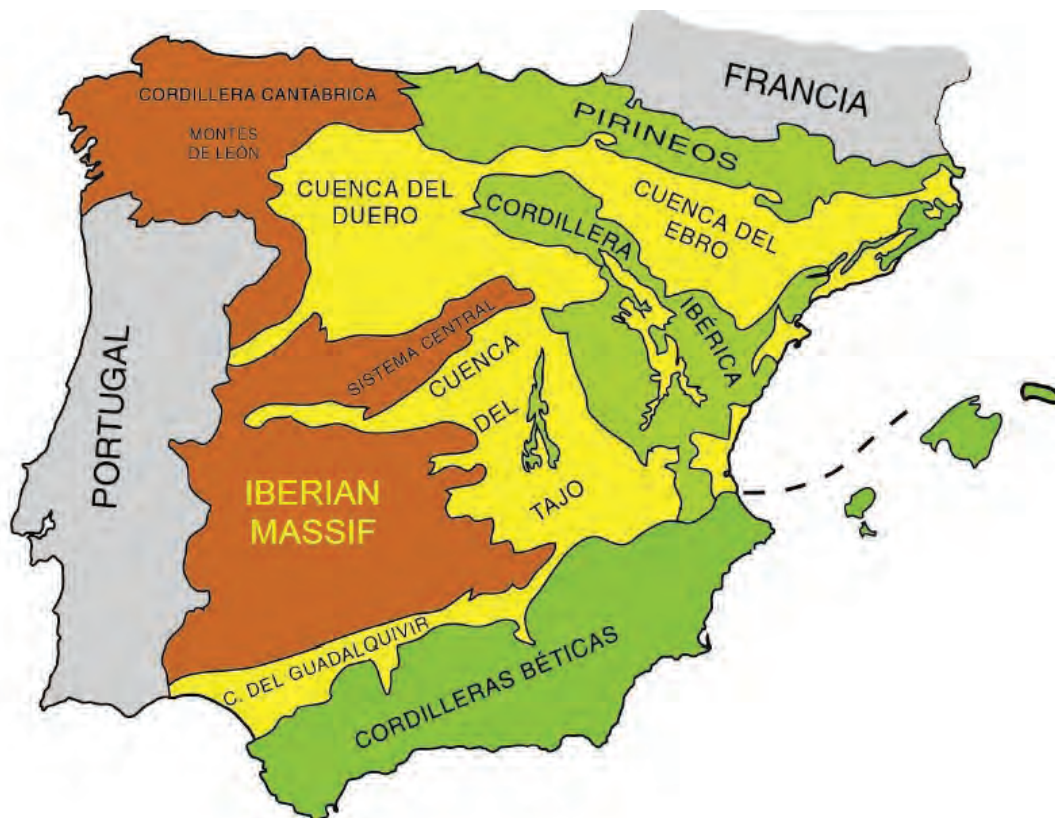 FRANCIA
CORDILLERA CANTÁBRICA
PIRINEOS
MONTES
DE LEÓN
CUENCA DEL
DUERO
CORDILLERA
IBÉRICA
CUENCA DEL
EBRO
SISTEMA CENTRAL
CUENCA
DEL
TAJO
PORTUGAL
IBERIAN
MASSIF
C. DEL GUADALQUIVIR
CORDILLERAS BÉTICAS